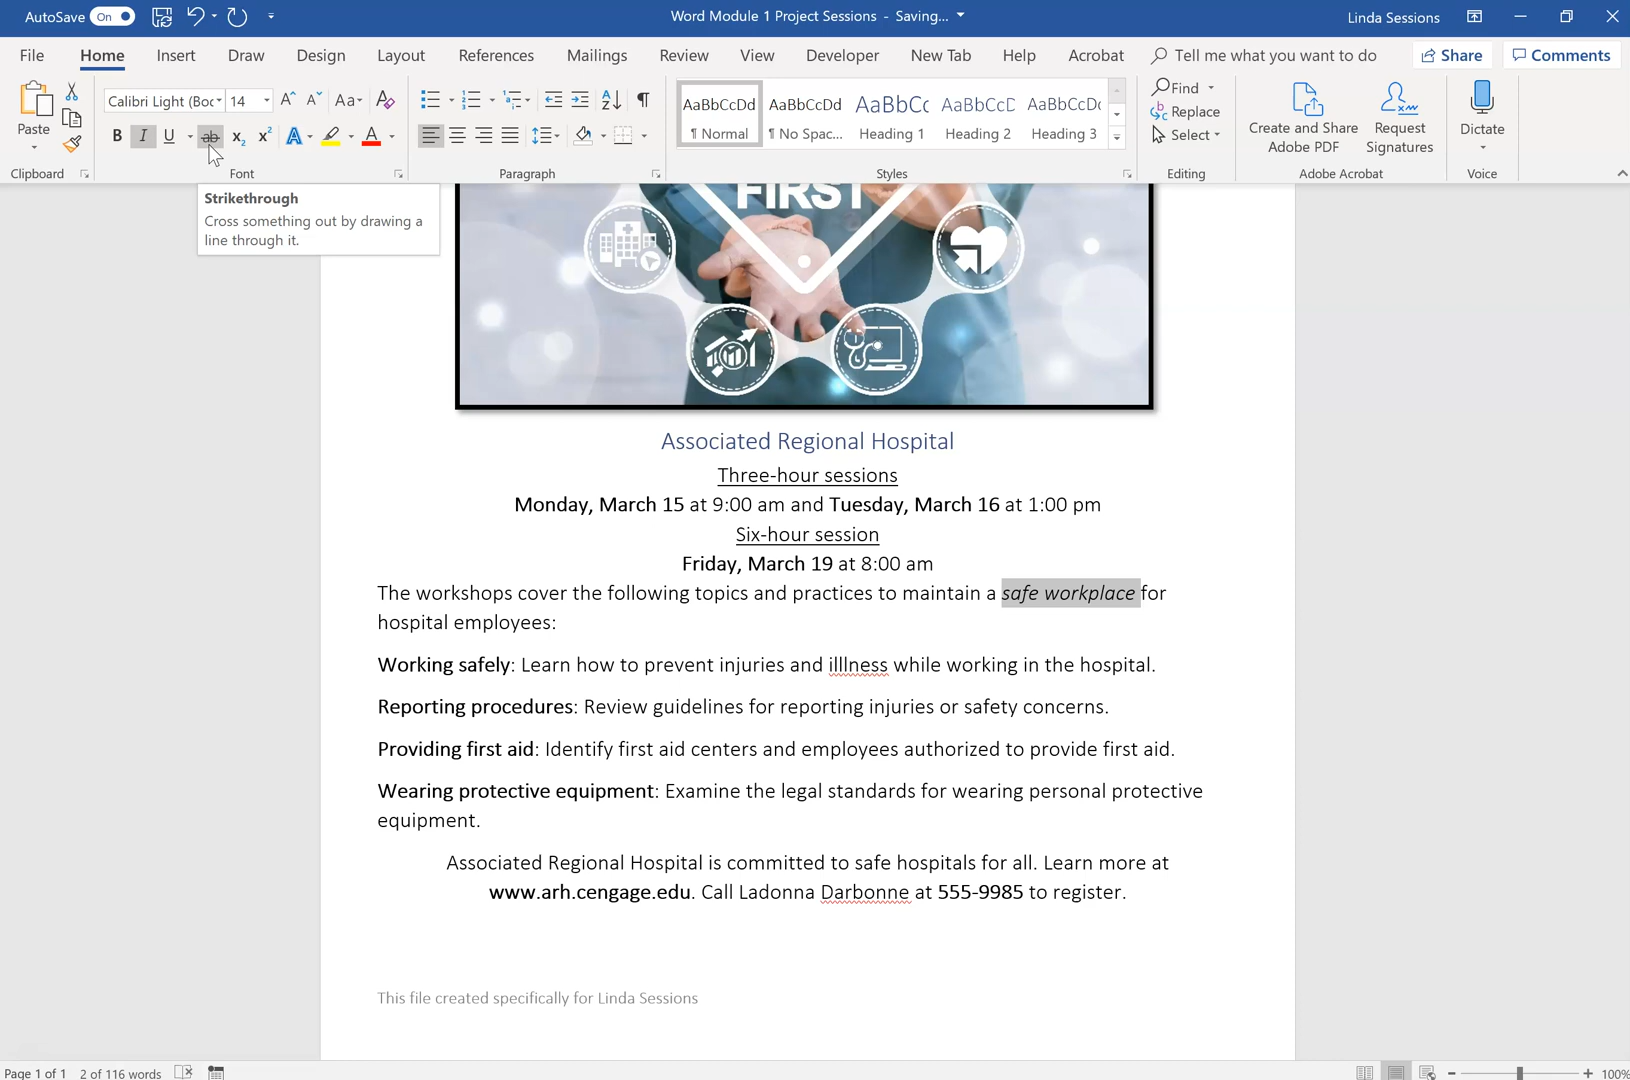 AutoSave On Word Module 1 Project Sessions - Saving... Linda Sessions
File Home Insert Draw Design Layout References Mailings Review View Developer New Tab Help Acrobat Tell me what you want to do Share Comments
Paste
Clipboard
Calibri Light (Boc 14 A A Aa A
B I U ab x₂ x² A A
Font
Paragraph
AaBbCcDd AaBbCcDd AaBbCc AaBbCcD AaBbCcDc
¶ Normal ¶ No Spac... Heading 1 Heading 2 Heading 3
Styles
Find
Replace
Select
Editing
Create and Share
Adobe PDF
Request
Signatures
Adobe Acrobat
Dictate
Voice
Strikethrough
Cross something out by drawing a
line through it.
FIRST
Associated Regional Hospital
Three-hour sessions
Monday, March 15 at 9:00 am and Tuesday, March 16 at 1:00 pm
Six-hour session
Friday, March 19 at 8:00 am
The workshops cover the following topics and practices to maintain a safe workplace for
hospital employees:
Working safely: Learn how to prevent injuries and illlness while working in the hospital.
Reporting procedures: Review guidelines for reporting injuries or safety concerns.
Providing first aid: Identify first aid centers and employees authorized to provide first aid.
Wearing protective equipment: Examine the legal standards for wearing personal protective
equipment.
Associated Regional Hospital is committed to safe hospitals for all. Learn more at
www.arh.cengage.edu. Call Ladonna Darbonne at 555-9985 to register.
This file created specifically for Linda Sessions
Page 1 of 1 2 of 116 words 100%